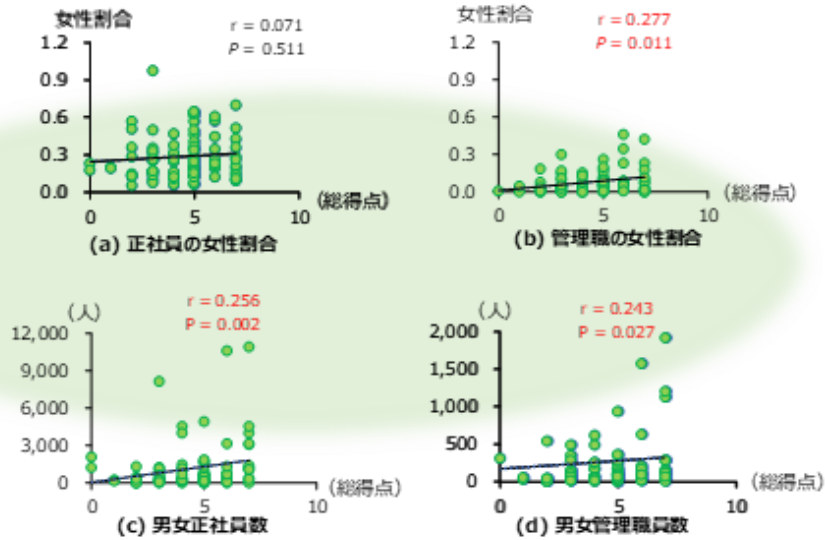 女性割合
r = 0.071
P = 0.511
1.2
0.9
0.6
0.3
0.0
0
5
10
(総得点)
(a) 正社員の女性割合
女性割合
r = 0.277
P = 0.011
1.2
0.9
0.6
0.3
0.0
0
5
10
(総得点)
(b) 管理職の女性割合
(人)
r = 0.256
P = 0.002
12,000
9,000
6,000
3,000
0
0
5
10
(総得点)
(c) 男女正社員数
(人)
r = 0.243
P = 0.027
2,000
1,500
1,000
500
0
0
5
10
(総得点)
(d) 男女管理職員数